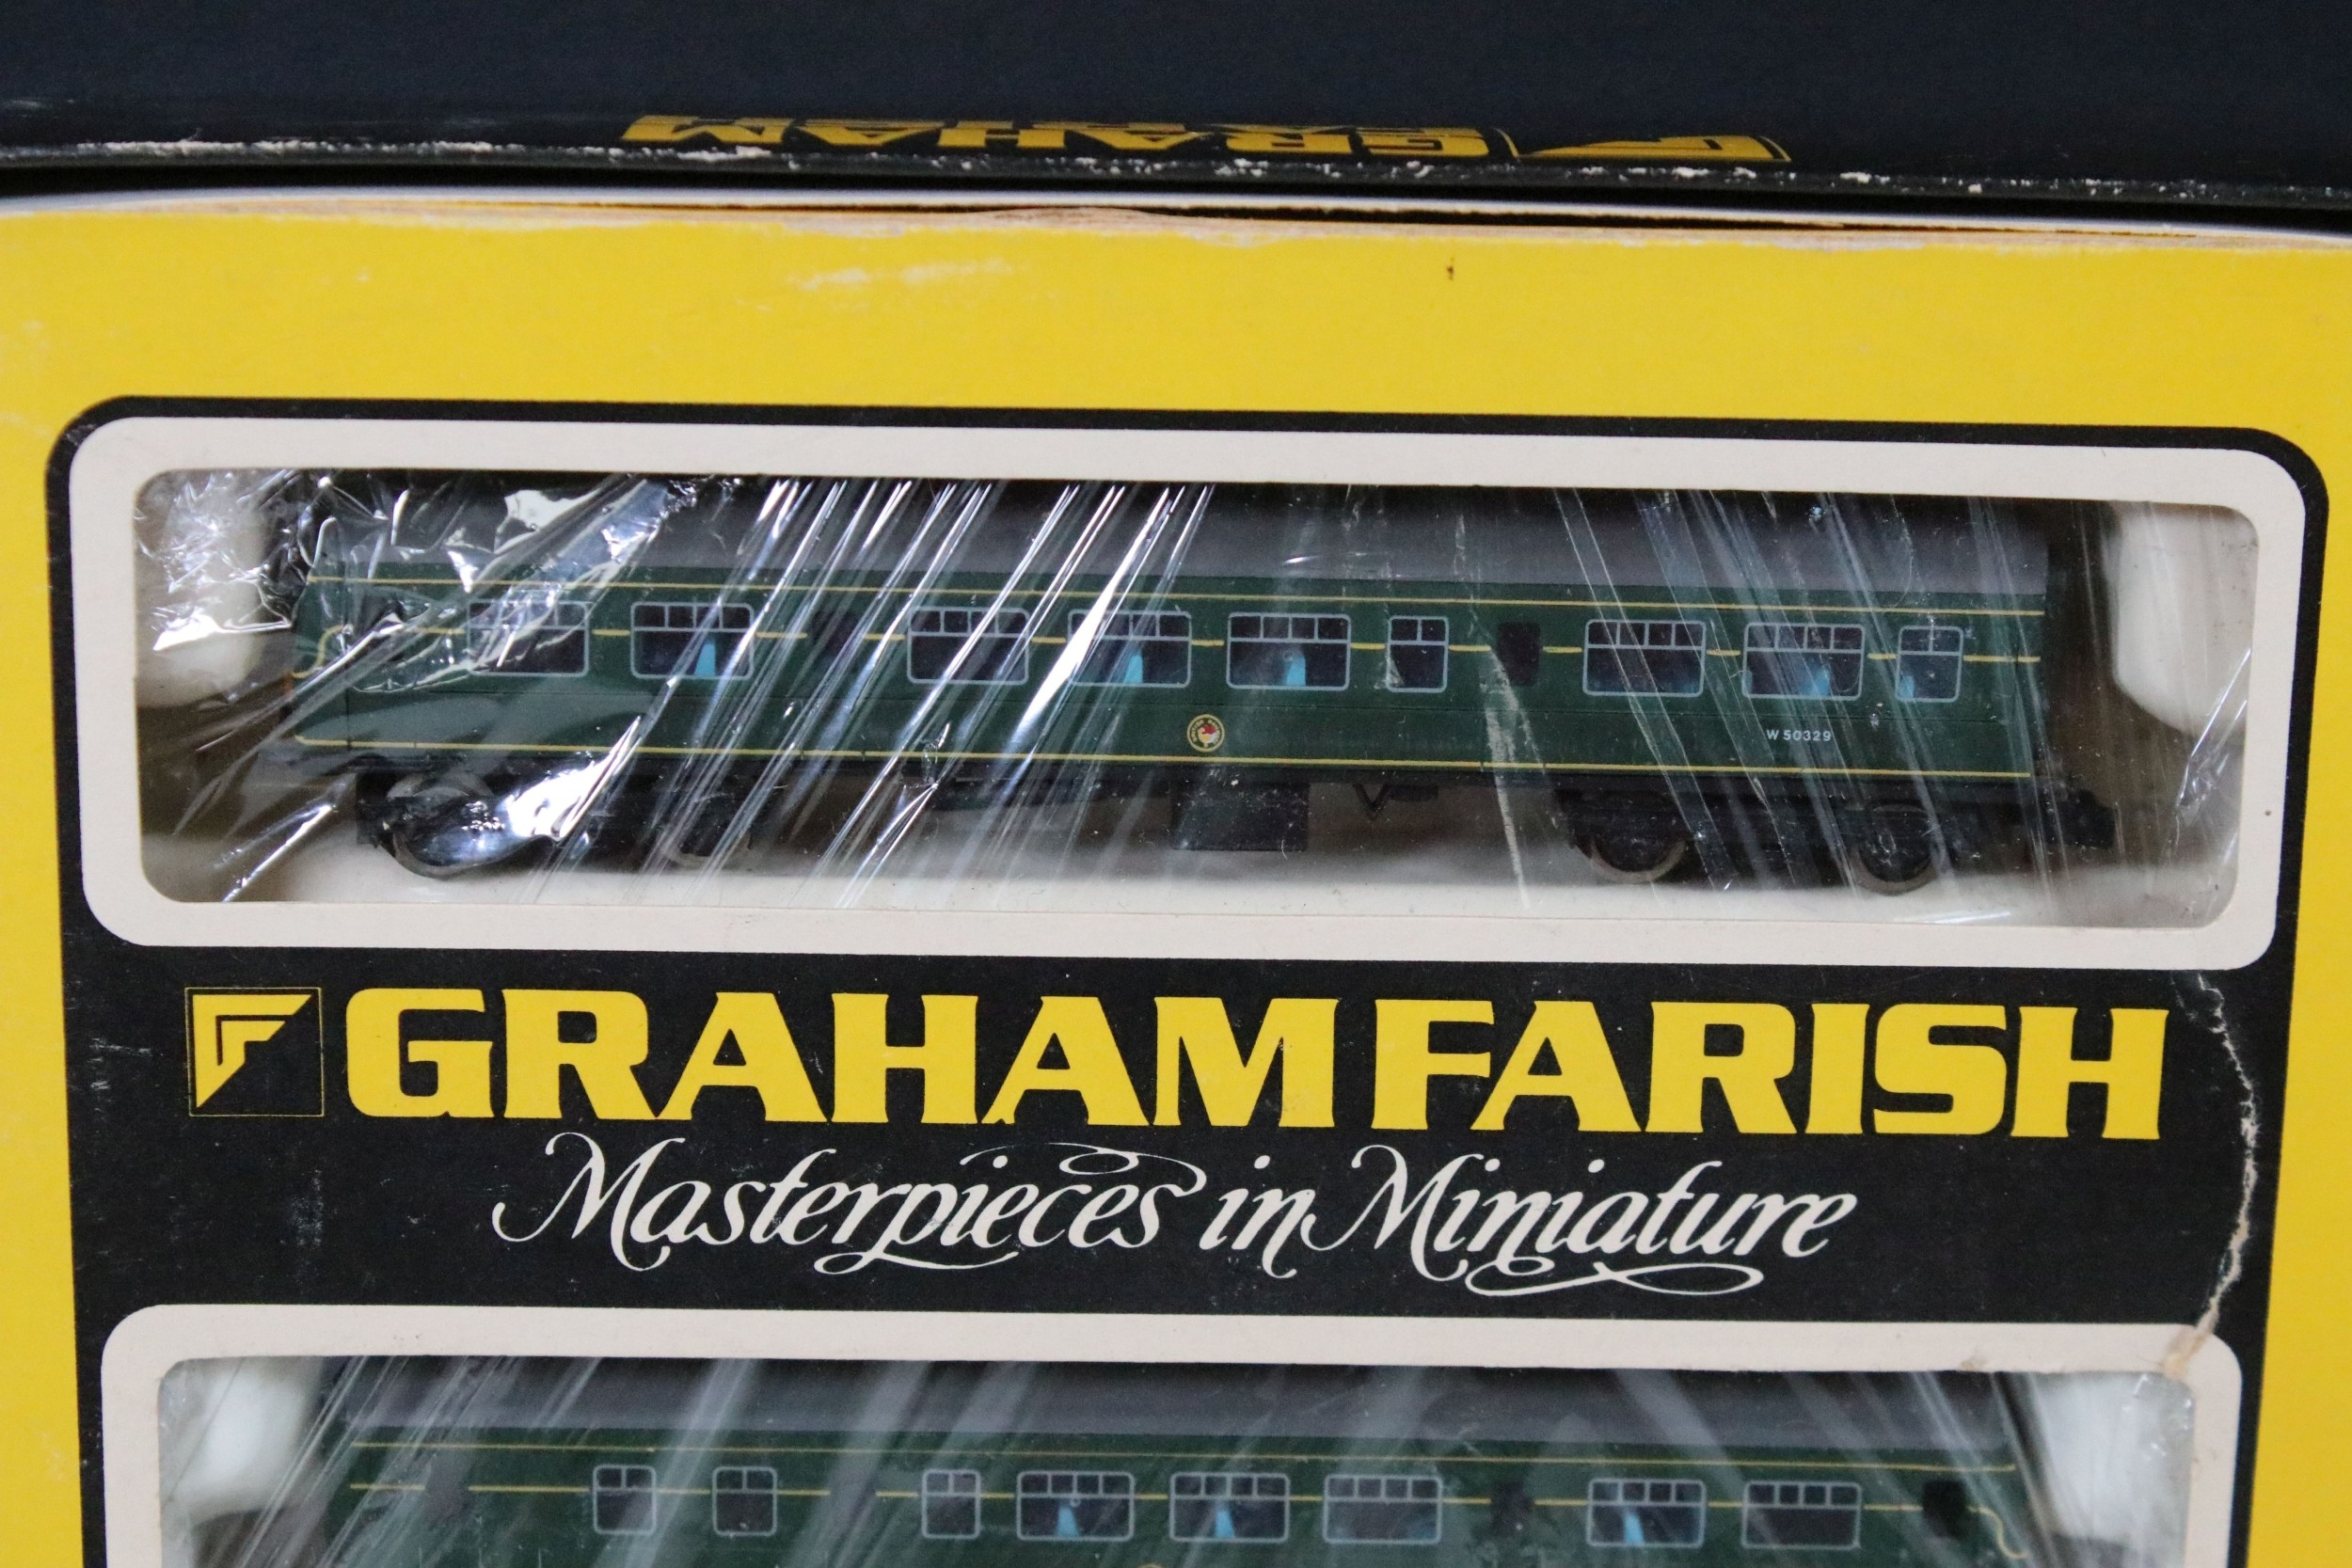 GRAHAM
W 50329
GRAHAM FARISH
Masterpieces in Miniature